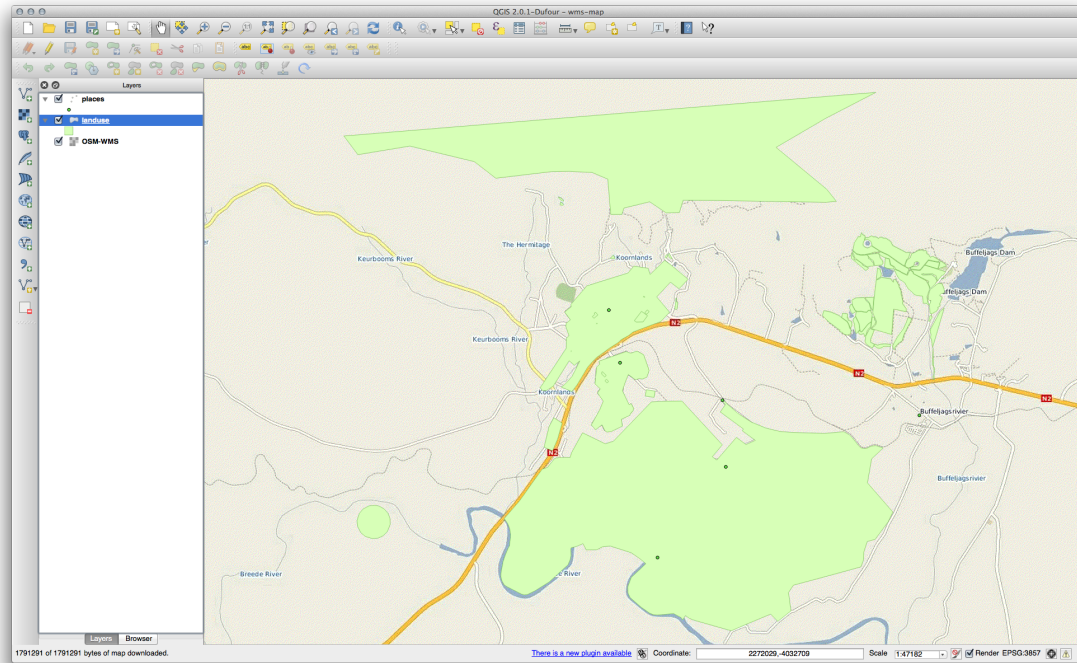 QGIS 2.0.1-Dufour - wms-map
Layers
places
landuse
OSM-WMS
The Hermitage
Koornlands
Keurbooms River
Buffeljags Dam
N2
Keurbooms River
N2
Koornlands
N2
Buffeljagsrivier
N2
Buffeljagsrivier
Breede River
River
Layers Browser
1791291 of 1791291 bytes of map downloaded.
There is a new plugin available Coordinate: 2272029,-4032709 Scale 1:47182 Render EPSG:3857